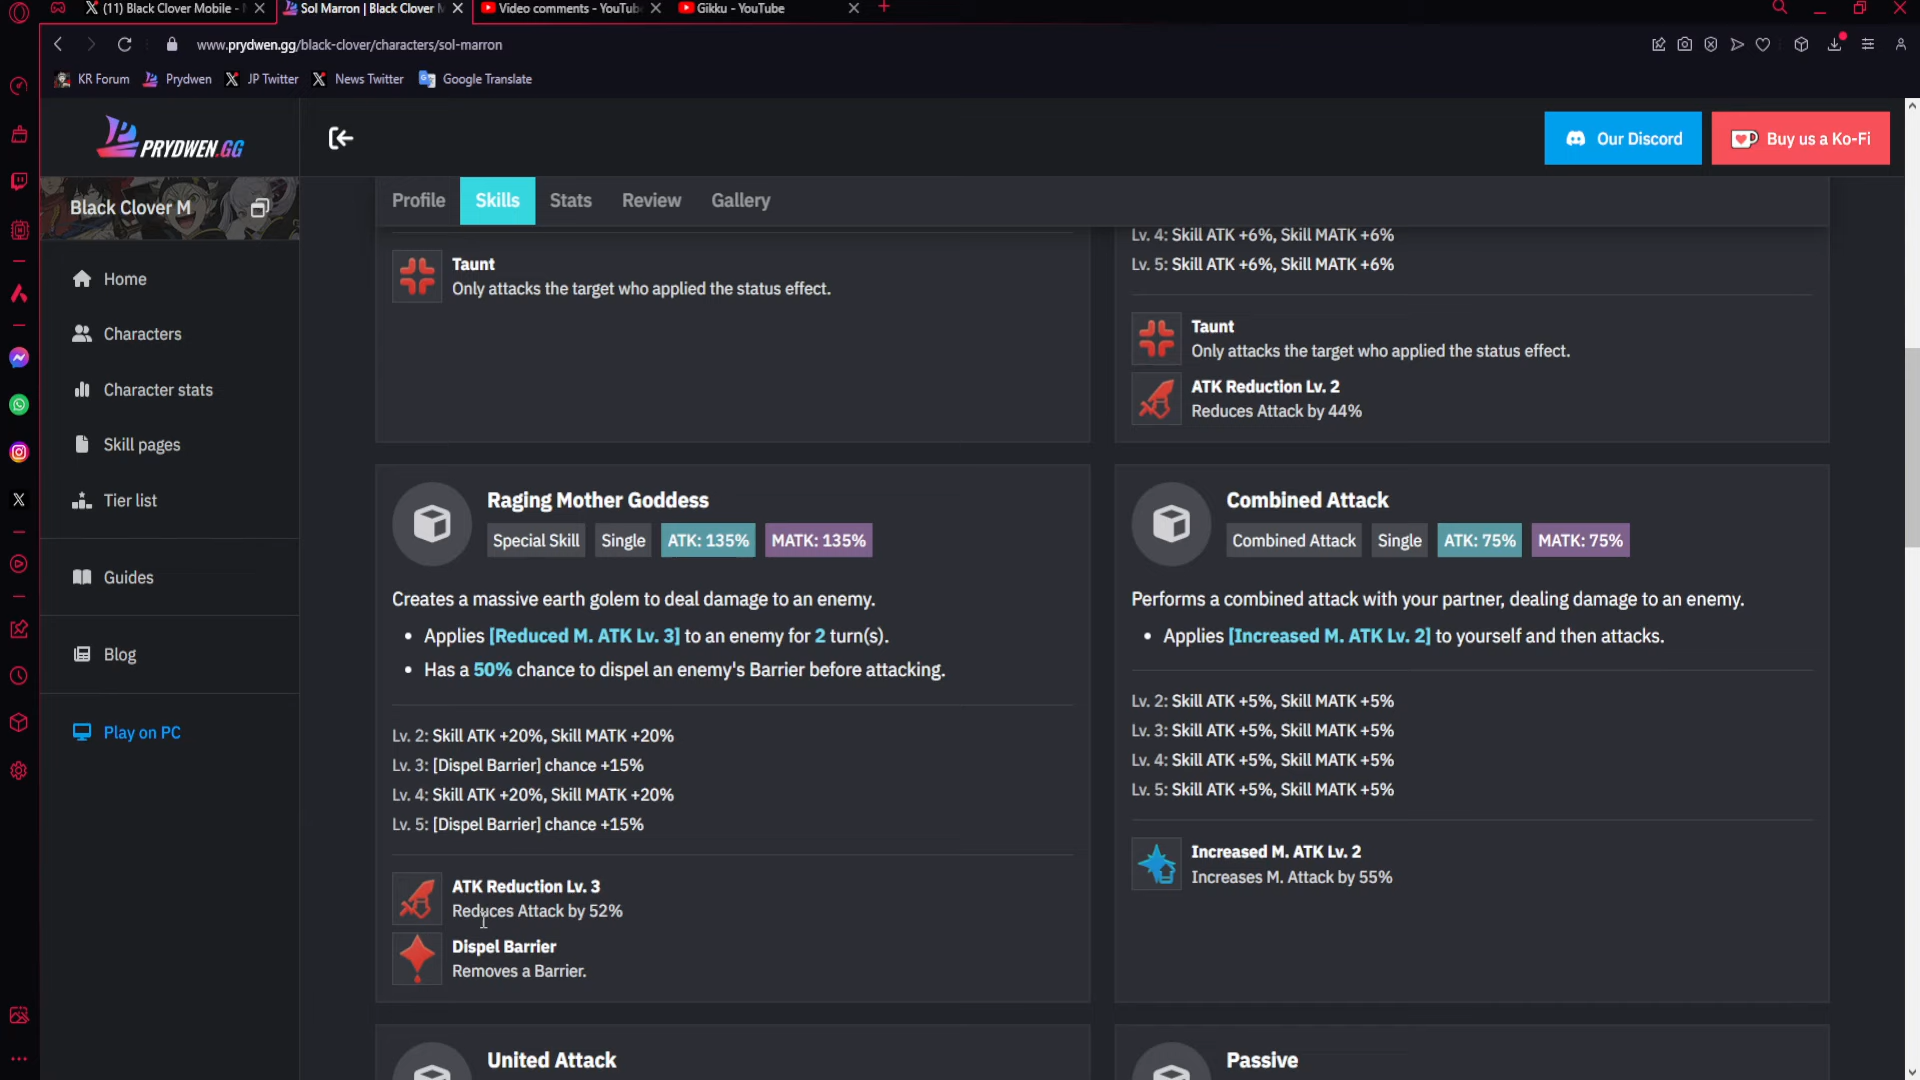 (11) Black Clover Mobile -
Sol Marron | Black Clover M
Video comments - YouTub
Gikku - YouTube
www.prydwen.gg/black-clover/characters/sol-marron
KR Forum
Prydwen
JP Twitter
News Twitter
Google Translate
PRYDWEN.GG
Our Discord
Buy us a Ko-Fi
Black Clover M
Home
Characters
Character stats
Skill pages
Tier list
Guides
Blog
Play on PC
Profile
Skills
Stats
Review
Gallery
Taunt
Only attacks the target who applied the status effect.
Lv. 4: Skill ATK +6%, Skill MATK +6%
Lv. 5: Skill ATK +6%, Skill MATK +6%
Taunt
Only attacks the target who applied the status effect.
ATK Reduction Lv. 2
Reduces Attack by 44%
Raging Mother Goddess
Special Skill
Single
ATK: 135%
MATK: 135%
Creates a massive earth golem to deal damage to an enemy.
• Applies [Reduced M. ATK Lv. 3] to an enemy for 2 turn(s).
• Has a 50% chance to dispel an enemy's Barrier before attacking.
Lv. 2: Skill ATK +20%, Skill MATK +20%
Lv. 3: [Dispel Barrier] chance +15%
Lv. 4: Skill ATK +20%, Skill MATK +20%
Lv. 5: [Dispel Barrier] chance +15%
ATK Reduction Lv. 3
Reduces Attack by 52%
Dispel Barrier
Removes a Barrier.
Combined Attack
Combined Attack
Single
ATK: 75%
MATK: 75%
Performs a combined attack with your partner, dealing damage to an enemy.
• Applies [Increased M. ATK Lv. 2] to yourself and then attacks.
Lv. 2: Skill ATK +5%, Skill MATK +5%
Lv. 3: Skill ATK +5%, Skill MATK +5%
Lv. 4: Skill ATK +5%, Skill MATK +5%
Lv. 5: Skill ATK +5%, Skill MATK +5%
Increased M. ATK Lv. 2
Increases M. Attack by 55%
United Attack
Passive